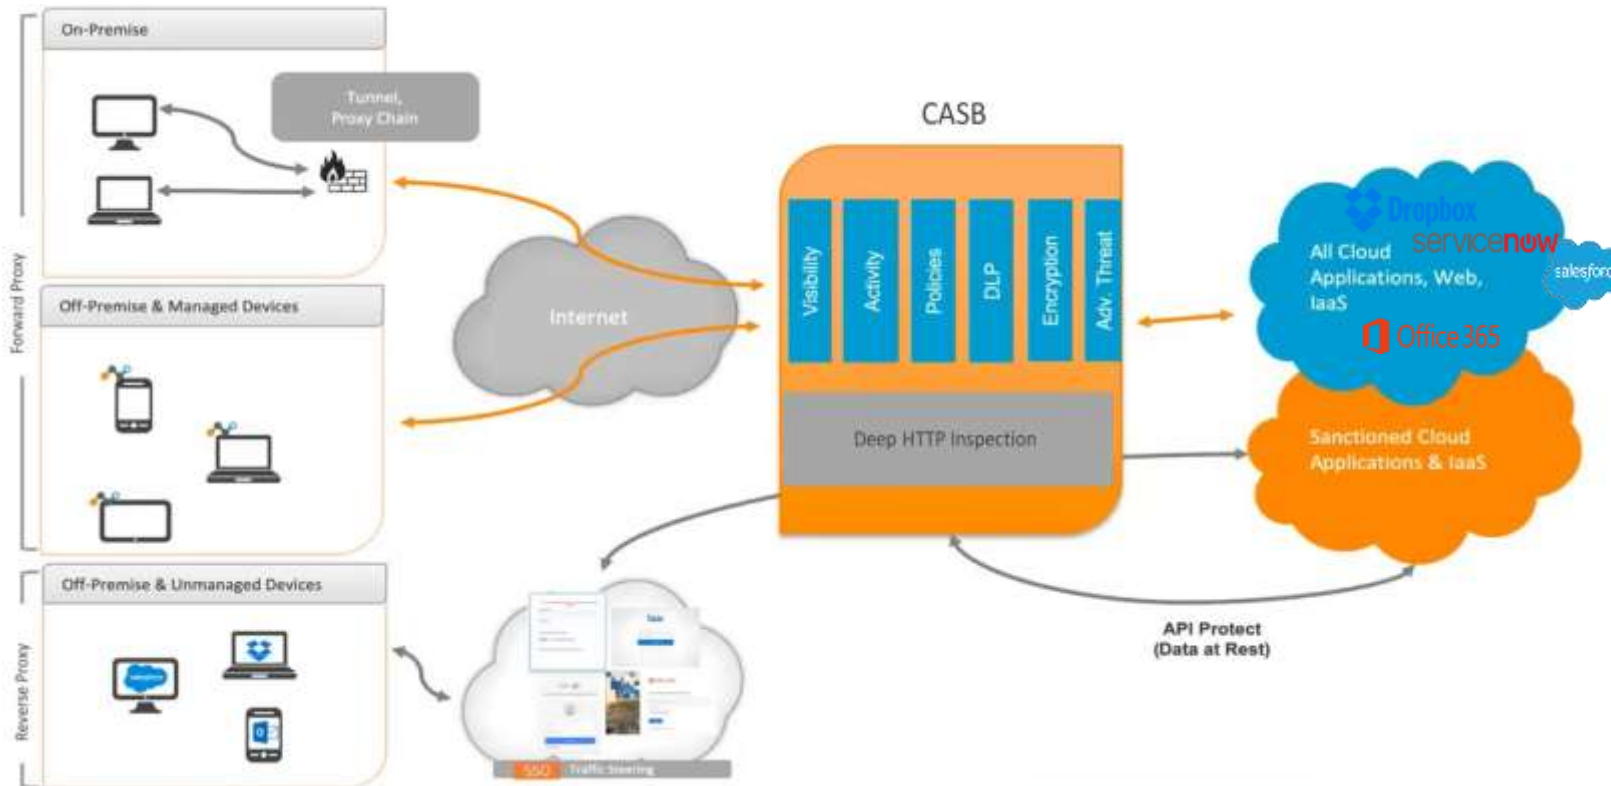 On-Premise
Tunnel,
Proxy Chain
Forward Proxy
Off-Premise & Managed Devices
Internet
Off-Premise & Unmanaged Devices
Reverse Proxy
salesforce
SSO
Traffic Steering
CASB
Visibility
Activity
Policies
DLP
Encryption
Adv. Threat
Deep HTTP Inspection
Dropbox
servicenow
salesforc
All Cloud
Applications, Web,
IaaS
Office 365
Sanctioned Cloud
Applications & IaaS
API Protect
(Data at Rest)